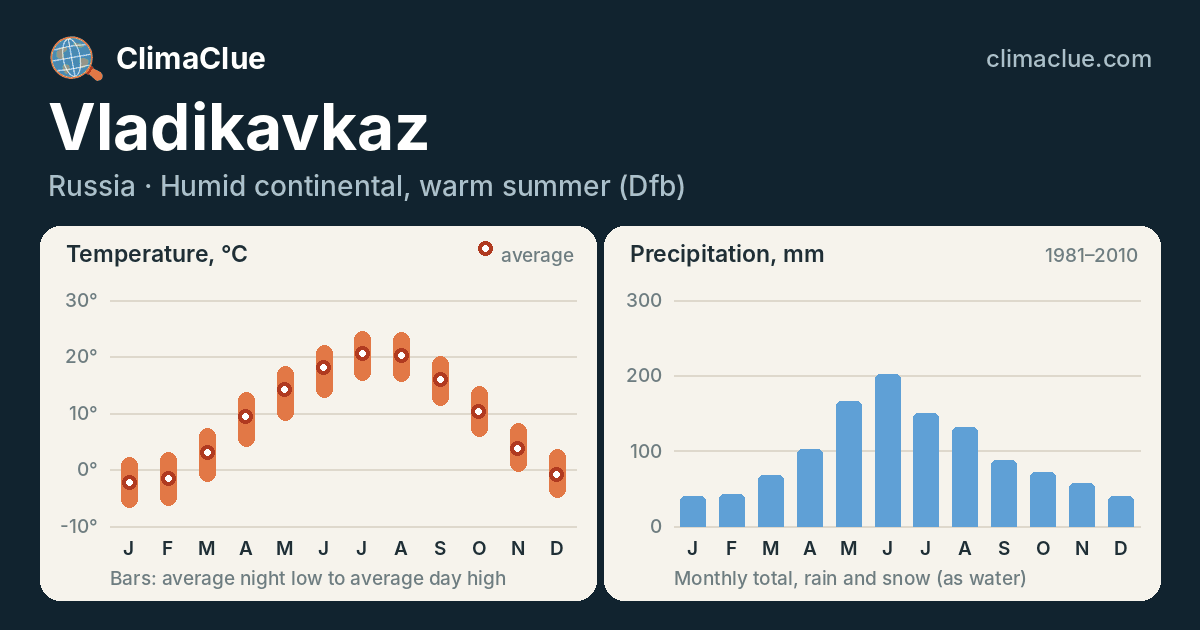 ClimaClue
climaclue.com
Vladikavkaz
Russia · Humid continental, warm summer (Dfb)
Temperature, °C
average
30°
20°
10°
0°
-10°
J F M A M J J A S O N D
Bars: average night low to average day high
Precipitation, mm
1981–2010
300
200
100
0
J F M A M J J A S O N D
Monthly total, rain and snow (as water)